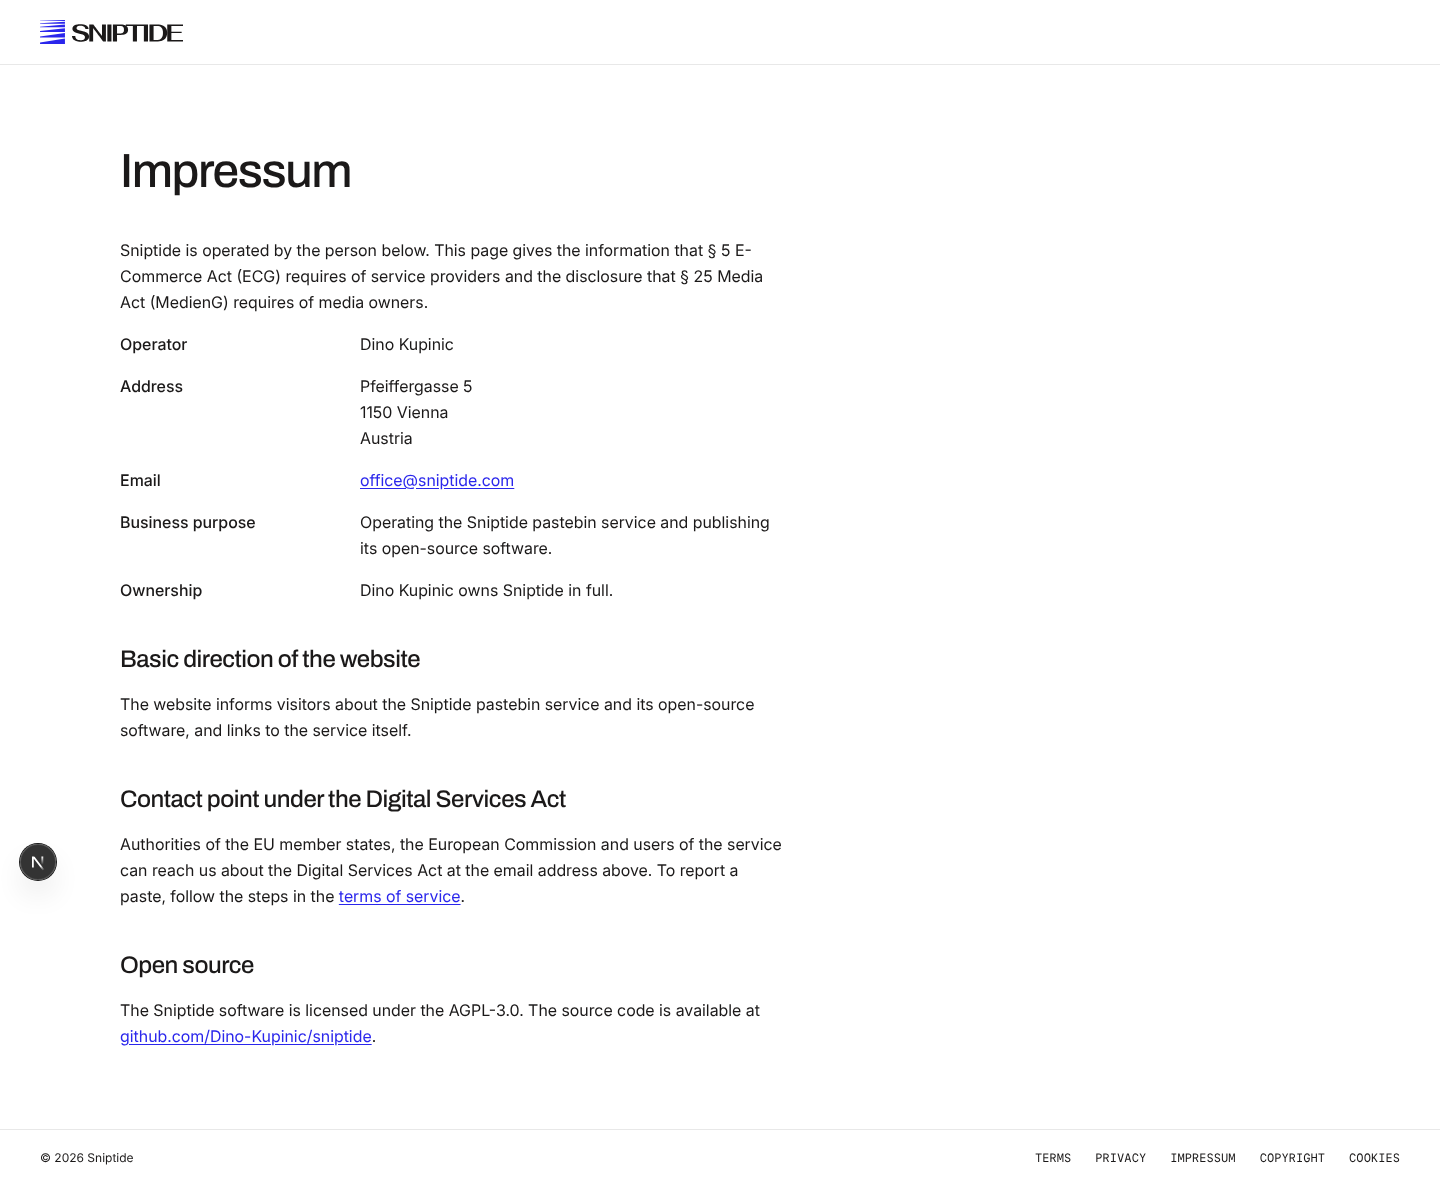 SNIPTIDE
Impressum
Sniptide is operated by the person below. This page gives the information that § 5 E-
Commerce Act (ECG) requires of service providers and the disclosure that § 25 Media
Act (MedienG) requires of media owners.
Operator Dino Kupinic
Address Pfeiffergasse 5
1150 Vienna
Austria
Email office@sniptide.com
Business purpose Operating the Sniptide pastebin service and publishing
its open-source software.
Ownership Dino Kupinic owns Sniptide in full.
Basic direction of the website
The website informs visitors about the Sniptide pastebin service and its open-source
software, and links to the service itself.
Contact point under the Digital Services Act
Authorities of the EU member states, the European Commission and users of the service
can reach us about the Digital Services Act at the email address above. To report a
paste, follow the steps in the terms of service.
N
Open source
The Sniptide software is licensed under the AGPL-3.0. The source code is available at
github.com/Dino-Kupinic/sniptide.
© 2026 Sniptide TERMS PRIVACY IMPRESSUM COPYRIGHT COOKIES